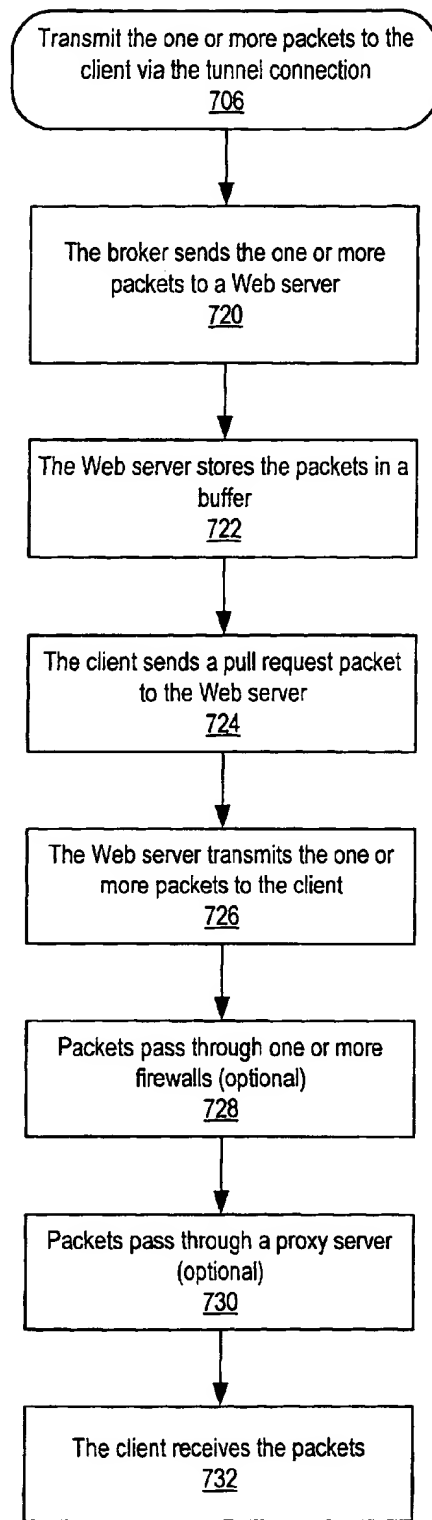 Transmit the one or more packets to the
client via the tunnel connection
706
The broker sends the one or more
packets to a Web server
720
The Web server stores the packets in a
buffer
722
The client sends a pull request packet
to the Web server
724
The Web server transmits the one or
more packets to the client
726
Packets pass through one or more
firewalls (optional)
728
Packets pass through a proxy server
(optional)
730
The client receives the packets
732